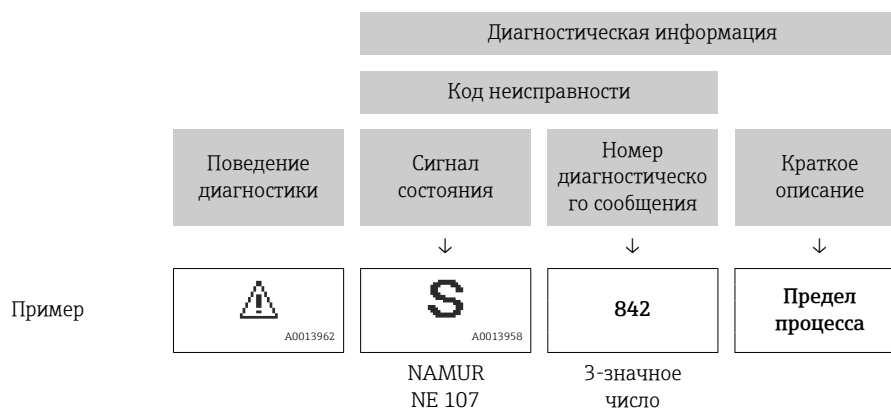 Диагностическая информация
Код неисправности
Поведение
диагностики
Сигнал
состояния
Номер
диагностическо
го сообщения
Краткое
описание
↓ ↓ ↓
Пример
A0013962
S
A0013958
842
Предел
процесса
NAMUR
NE 107
3-значное
число